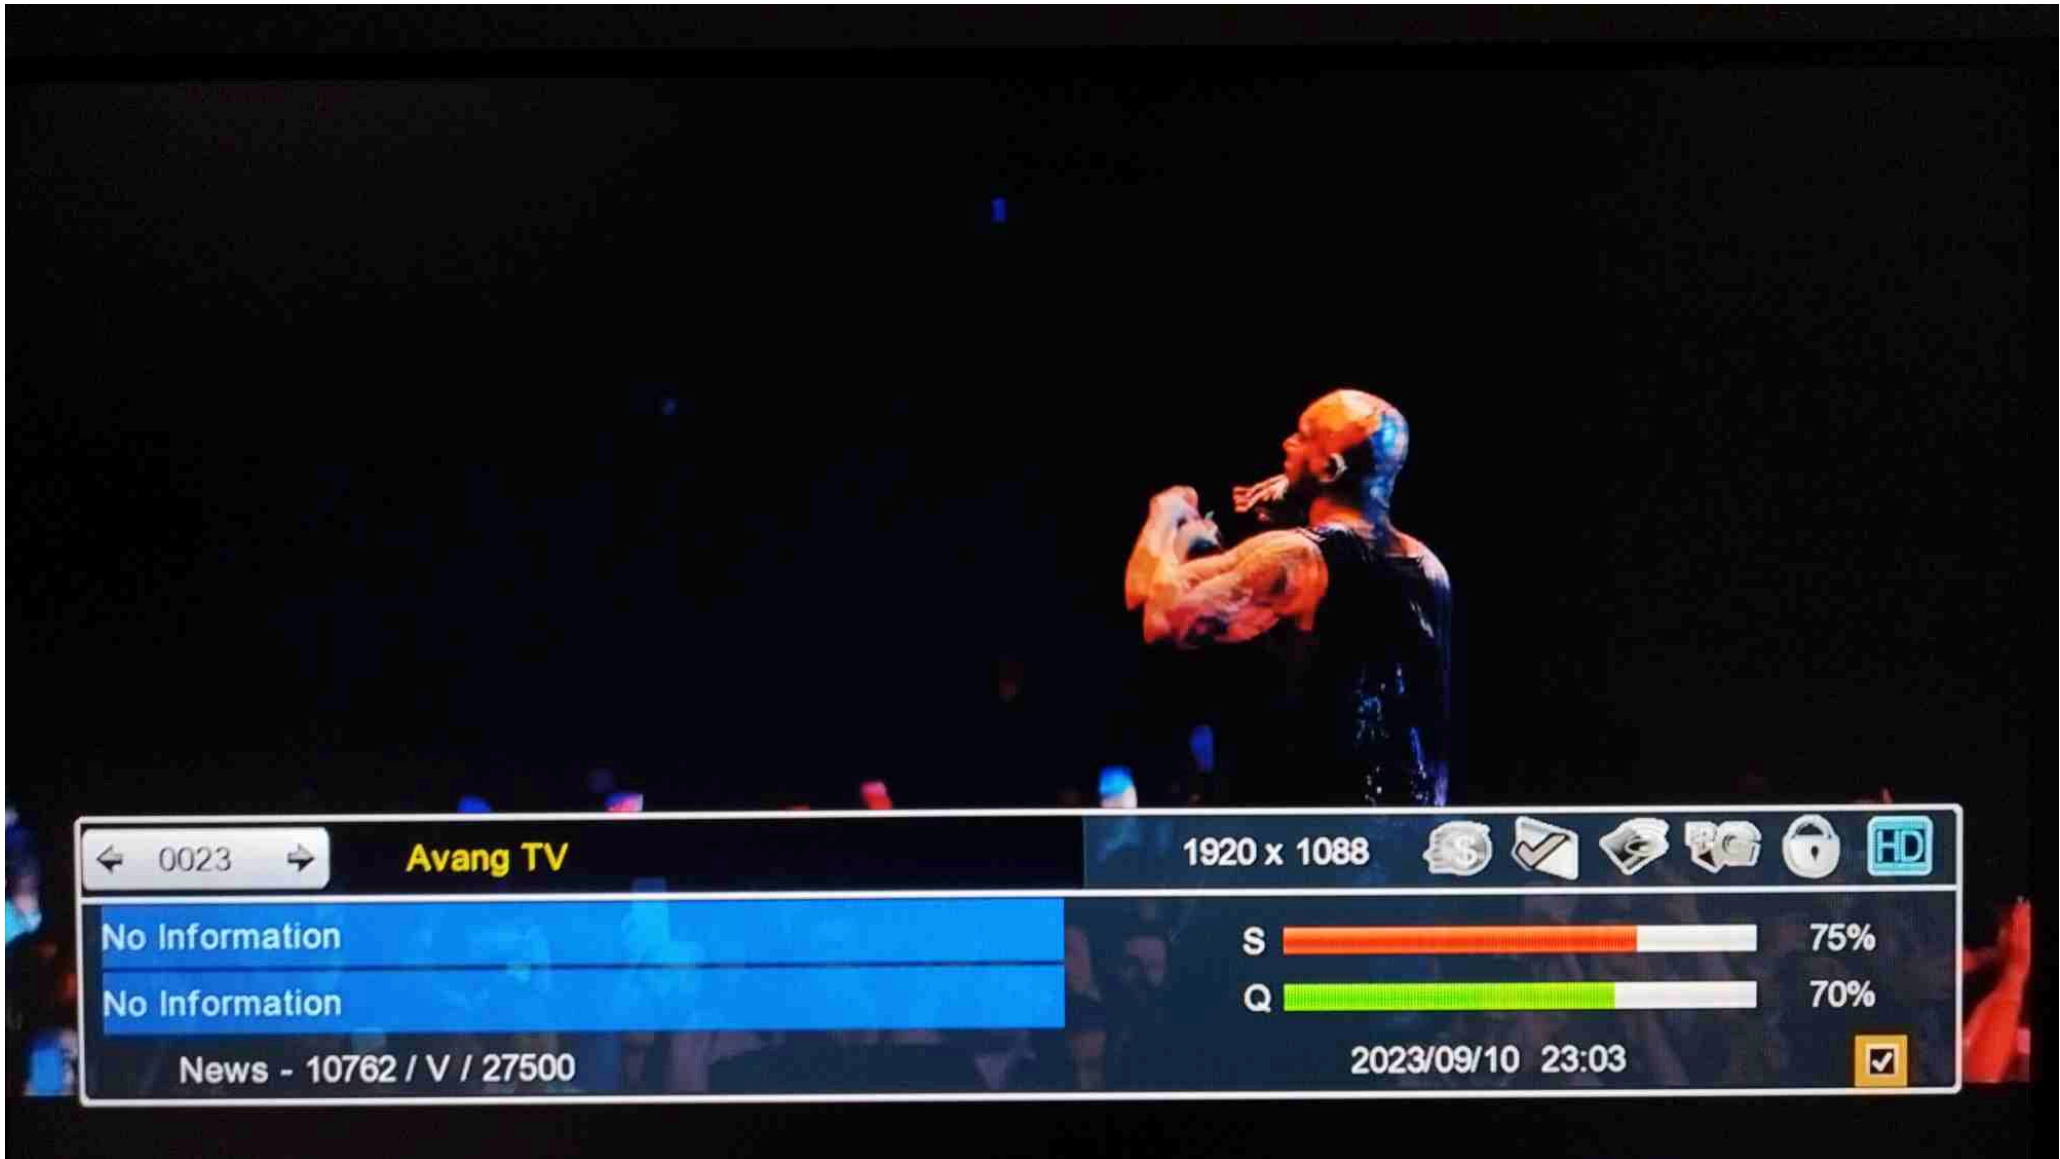 0023
Avang TV
1920 x 1088
HD
No Information
S 75%
No Information
Q 70%
News - 10762 / V / 27500
2023/09/10 23:03